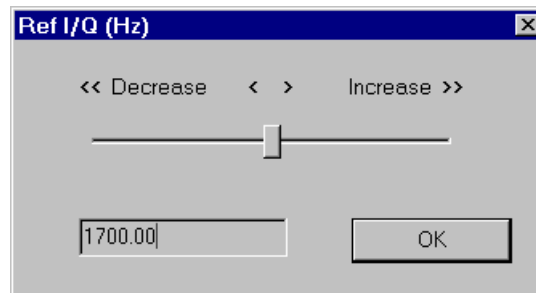 Ref I/Q (Hz)
<< Decrease < > Increase >>
1700.00
OK